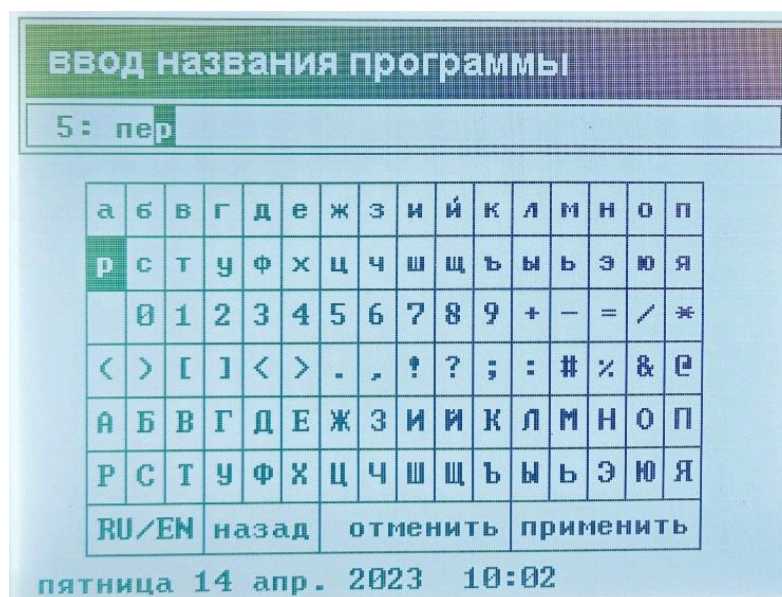 ввод названия программы
5: пер
а б в г д е ж з и й к л м н о п
р с т у ф х ц ч ш щ ъ ы ь э ю я
0 1 2 3 4 5 6 7 8 9 + - = / *
( ) [ ] < > . , ! ? ; : # % & @
А Б В Г Д Е Ж З И Й К Л М Н О П
Р С Т У Ф Х Ц Ч Ш Щ Ъ Ы Ь Э Ю Я
RU/EN назад отменить применить
пятница 14 апр. 2023 10:02